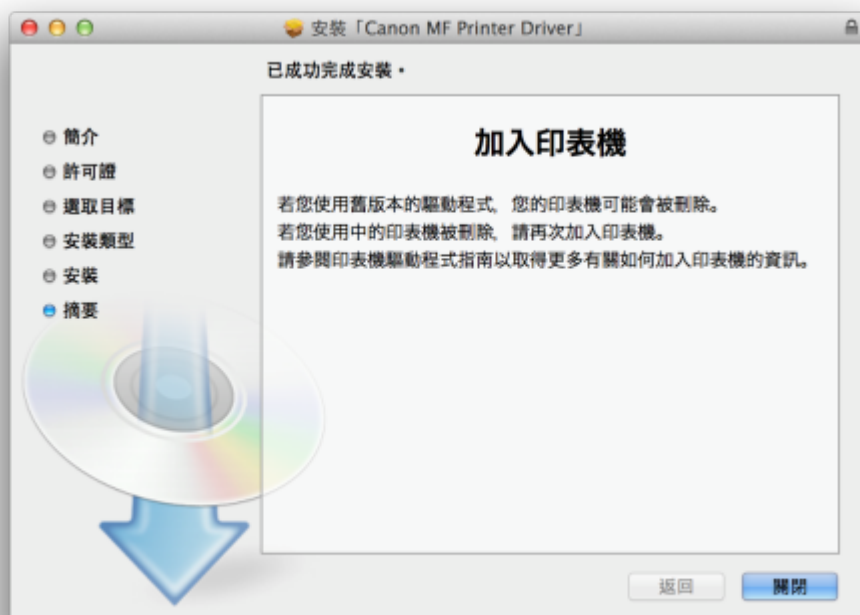 安裝「Canon MF Printer Driver」
已成功完成安裝。
簡介
許可證
選取目標
安裝類型
安裝
摘要
加入印表機
若您使用舊版本的驅動程式, 您的印表機可能會被刪除。
若您使用中的印表機被刪除, 請再次加入印表機。
請參閱印表機驅動程式指南以取得更多有關如何加入印表機的資訊。
返回
關閉